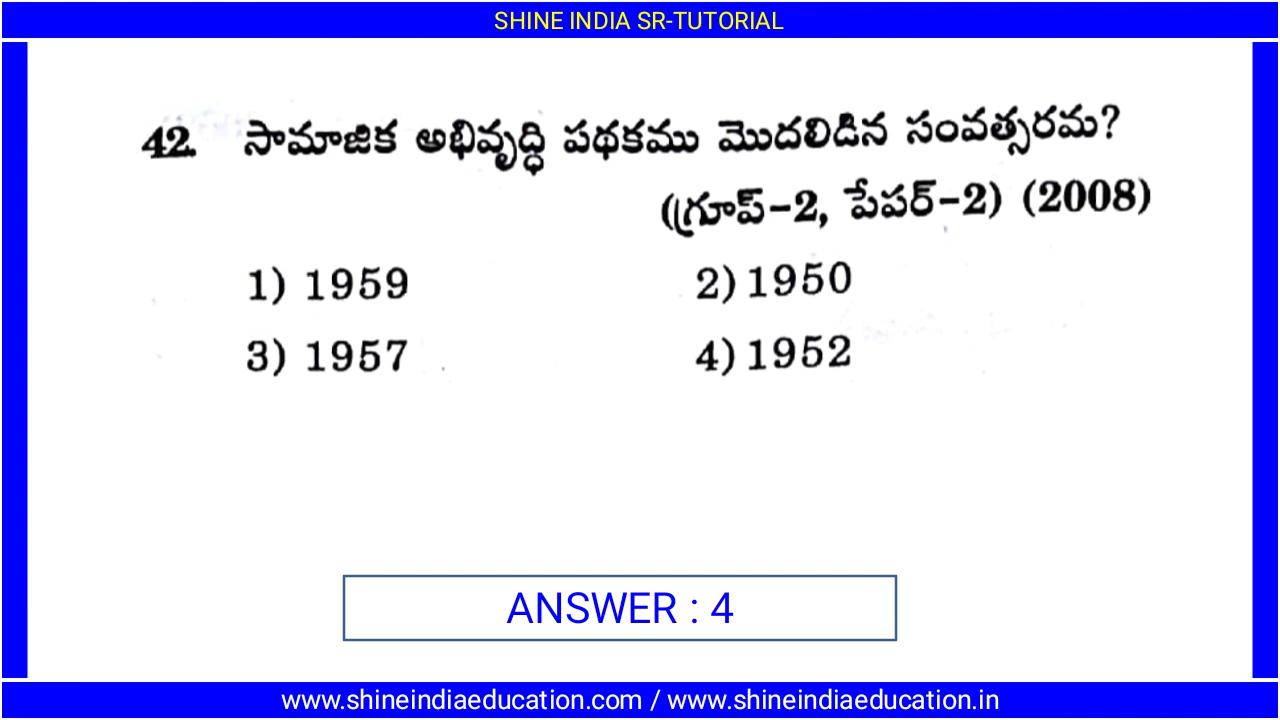 SHINE INDIA SR-TUTORIAL
42. సామాజిక అభివృద్ధి పథకము మొదలిడిన సంవత్సరమ?
(గ్రూప్-2, పేపర్-2) (2008)
1) 1959 2) 1950
3) 1957 4) 1952
ANSWER : 4
www.shineindiaeducation.com / www.shineindiaeducation.in